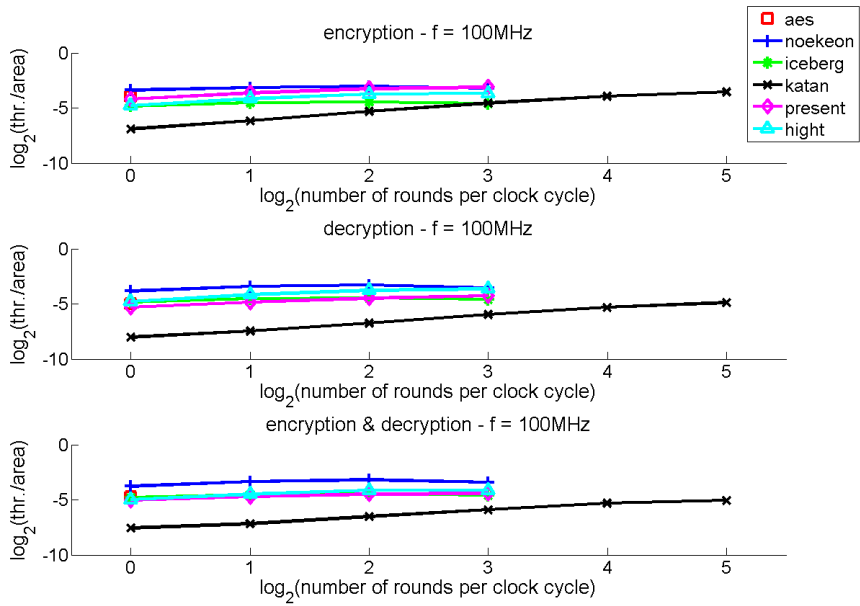 encryption - f = 100MHz
aes
noekeon
iceberg
katan
present
hight
log2(thr./area)
0
-5
-10
0 1 2 3 4 5
log2(number of rounds per clock cycle)
decryption - f = 100MHz
log2(thr./area)
0
-5
-10
0 1 2 3 4 5
log2(number of rounds per clock cycle)
encryption & decryption - f = 100MHz
log2(thr./area)
0
-5
-10
0 1 2 3 4 5
log2(number of rounds per clock cycle)